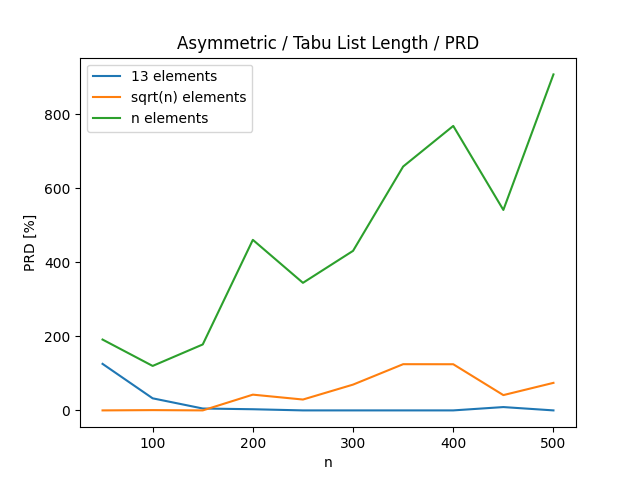 Asymmetric / Tabu List Length / PRD
13 elements
sqrt(n) elements
n elements
PRD [%]
800
600
400
200
0
100 200 300 400 500
n